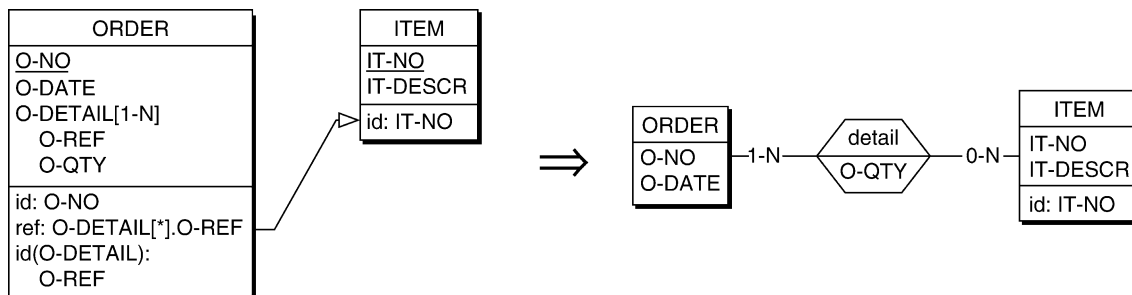 ORDER
O-NO
O-DATE
O-DETAIL[1-N]
O-REF
O-QTY
id: O-NO
ref: O-DETAIL[*].O-REF
id(O-DETAIL):
O-REF
ITEM
IT-NO
IT-DESCR
id: IT-NO
⇒
ORDER
O-NO
O-DATE
1-N
detail
O-QTY
0-N
ITEM
IT-NO
IT-DESCR
id: IT-NO